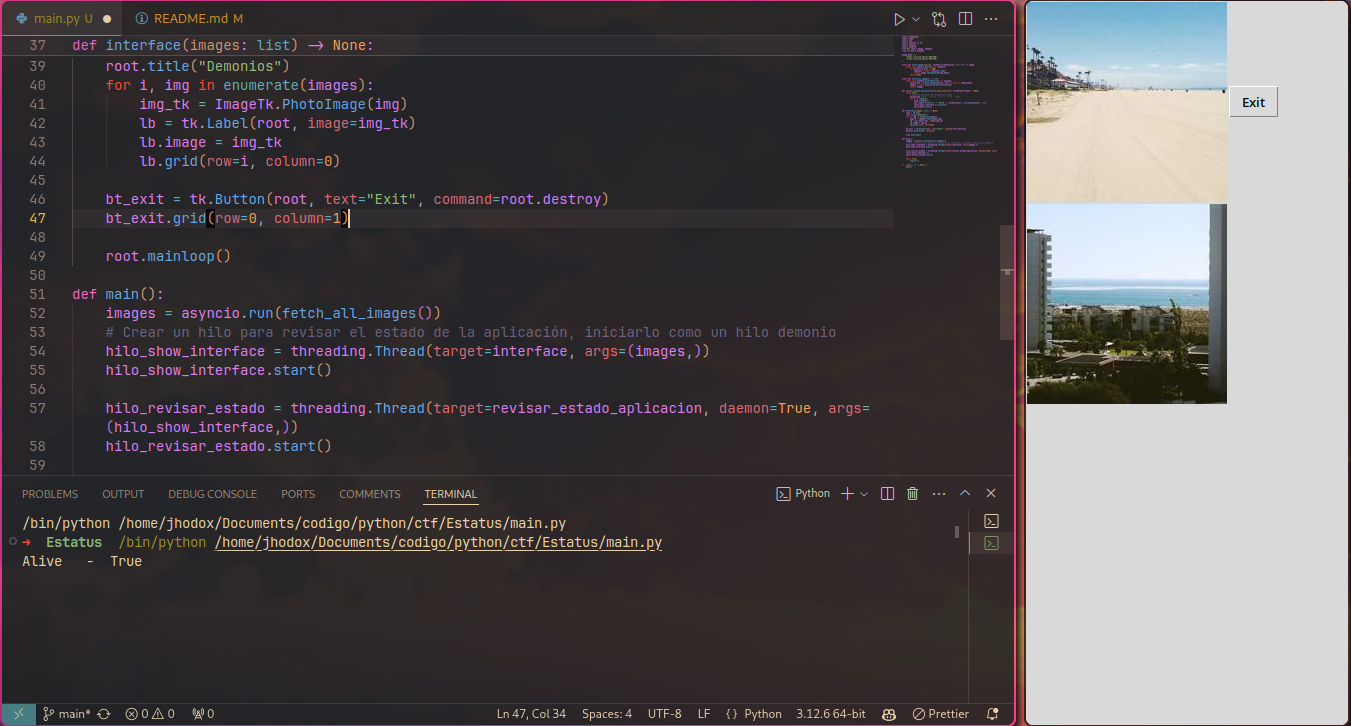 main.py U
README.md M
37 def interface(images: list) -> None:
39 root.title("Demonios")
40 for i, img in enumerate(images):
41 img_tk = ImageTk.PhotoImage(img)
42 lb = tk.Label(root, image=img_tk)
43 lb.image = img_tk
44 lb.grid(row=i, column=0)
45
46 bt_exit = tk.Button(root, text="Exit", command=root.destroy)
47 bt_exit.grid(row=0, column=1)
48
49 root.mainloop()
50
51 def main():
52 images = asyncio.run(fetch_all_images())
53 # Crear un hilo para revisar el estado de la aplicación, iniciarlo como un hilo demonio
54 hilo_show_interface = threading.Thread(target=interface, args=(images,))
55 hilo_show_interface.start()
56
57 hilo_revisar_estado = threading.Thread(target=revisar_estado_aplicacion, daemon=True, args=
(hilo_show_interface,))
58 hilo_revisar_estado.start()
59
Exit
PROBLEMS OUTPUT DEBUG CONSOLE PORTS COMMENTS TERMINAL
Python
/bin/python /home/jhodox/Documents/codigo/python/ctf/Estatus/main.py
➜ Estatus /bin/python /home/jhodox/Documents/codigo/python/ctf/Estatus/main.py
Alive - True
main* 0 0 0 Ln 47, Col 34 Spaces: 4 UTF-8 LF {} Python 3.12.6 64-bit Prettier